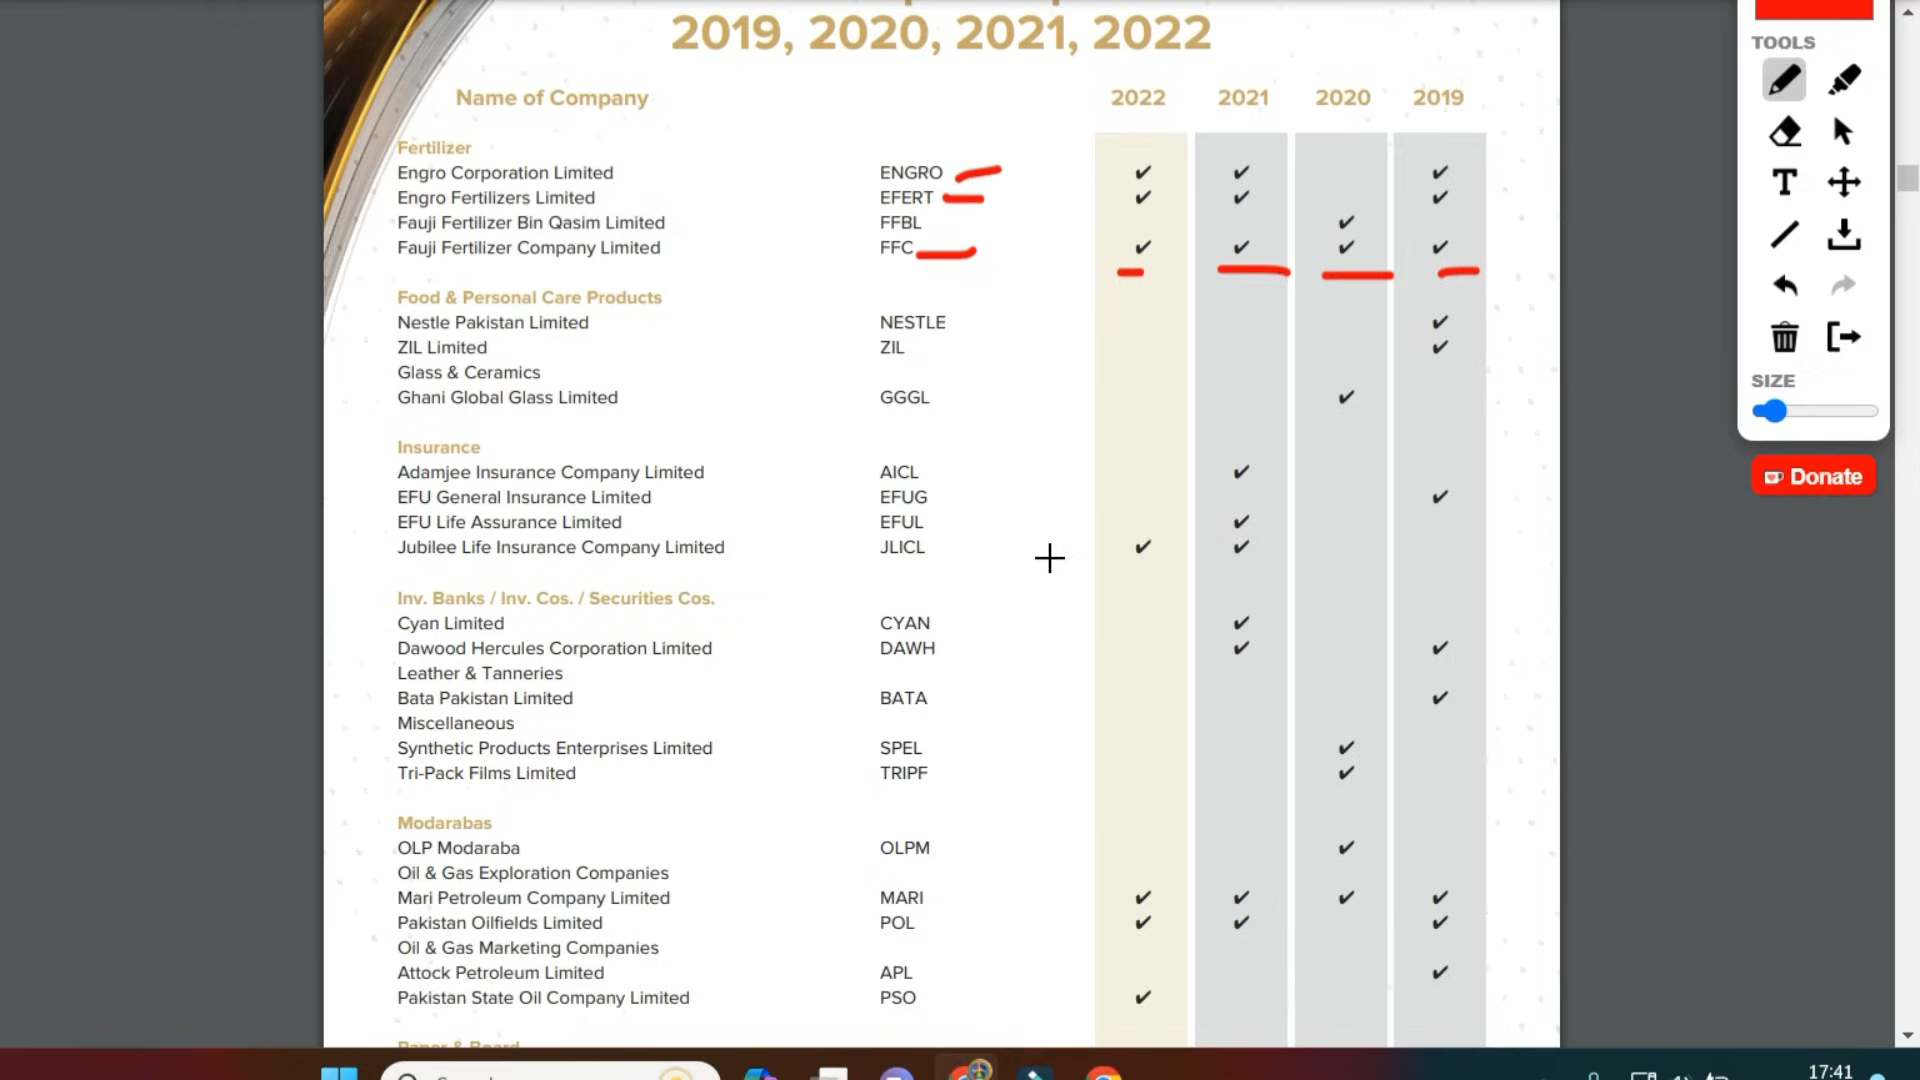 2019, 2020, 2021, 2022
Name of Company 2022 2021 2020 2019
Fertilizer
Engro Corporation Limited ENGRO ✔ ✔ ✔
Engro Fertilizers Limited EFERT ✔ ✔ ✔
Fauji Fertilizer Bin Qasim Limited FFBL ✔
Fauji Fertilizer Company Limited FFC ✔ ✔ ✔ ✔
Food & Personal Care Products
Nestle Pakistan Limited NESTLE ✔
ZIL Limited ZIL ✔
Glass & Ceramics
Ghani Global Glass Limited GGGL ✔
Insurance
Adamjee Insurance Company Limited AICL ✔
EFU General Insurance Limited EFUG ✔
EFU Life Assurance Limited EFUL ✔
Jubilee Life Insurance Company Limited JLICL ✔ ✔
Inv. Banks / Inv. Cos. / Securities Cos.
Cyan Limited CYAN ✔
Dawood Hercules Corporation Limited DAWH ✔ ✔
Leather & Tanneries
Bata Pakistan Limited BATA ✔
Miscellaneous
Synthetic Products Enterprises Limited SPEL ✔
Tri-Pack Films Limited TRIPF ✔
Modarabas
OLP Modaraba OLPM ✔
Oil & Gas Exploration Companies
Mari Petroleum Company Limited MARI ✔ ✔ ✔ ✔
Pakistan Oilfields Limited POL ✔ ✔ ✔
Oil & Gas Marketing Companies
Attock Petroleum Limited APL ✔
Pakistan State Oil Company Limited PSO ✔
Paper & Board
TOOLS
T
SIZE
Donate
17:41